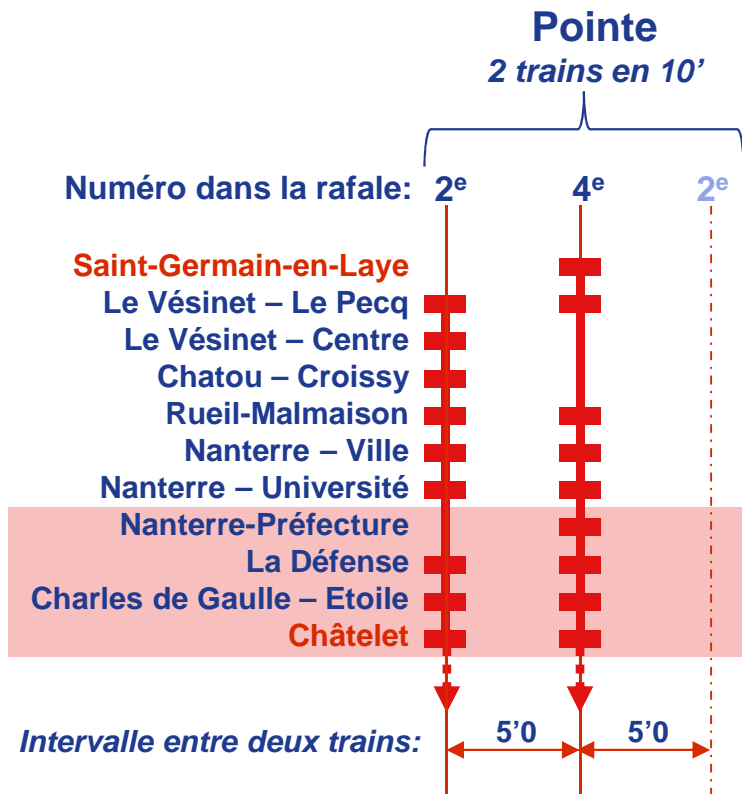 Pointe
2 trains en 10’
Numéro dans la rafale: 2e 4e 2e
Saint-Germain-en-Laye
Le Vésinet – Le Pecq
Le Vésinet – Centre
Chatou – Croissy
Rueil-Malmaison
Nanterre – Ville
Nanterre – Université
Nanterre-Préfecture
La Défense
Charles de Gaulle – Etoile
Châtelet
Intervalle entre deux trains: 5’0 5’0